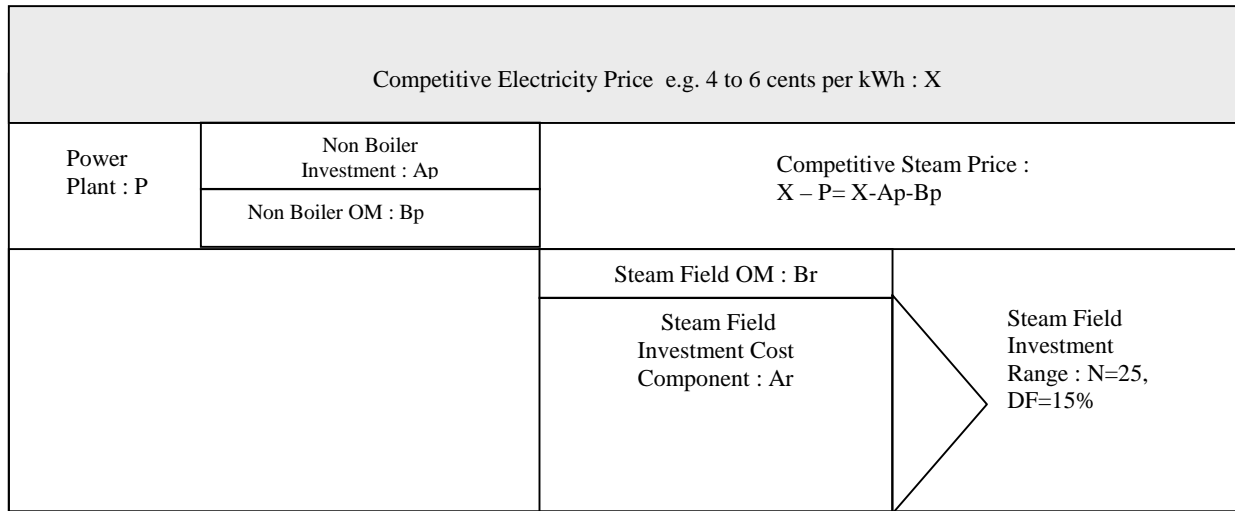 Competitive Electricity Price  e.g. 4 to 6 cents per kWh : X
Power
Plant : P
Non Boiler
Investment : Ap
Non Boiler OM : Bp
Competitive Steam Price :
X – P= X-Ap-Bp
Steam Field OM : Br
Steam Field
Investment Cost
Component : Ar
Steam Field
Investment
Range : N=25,
DF=15%